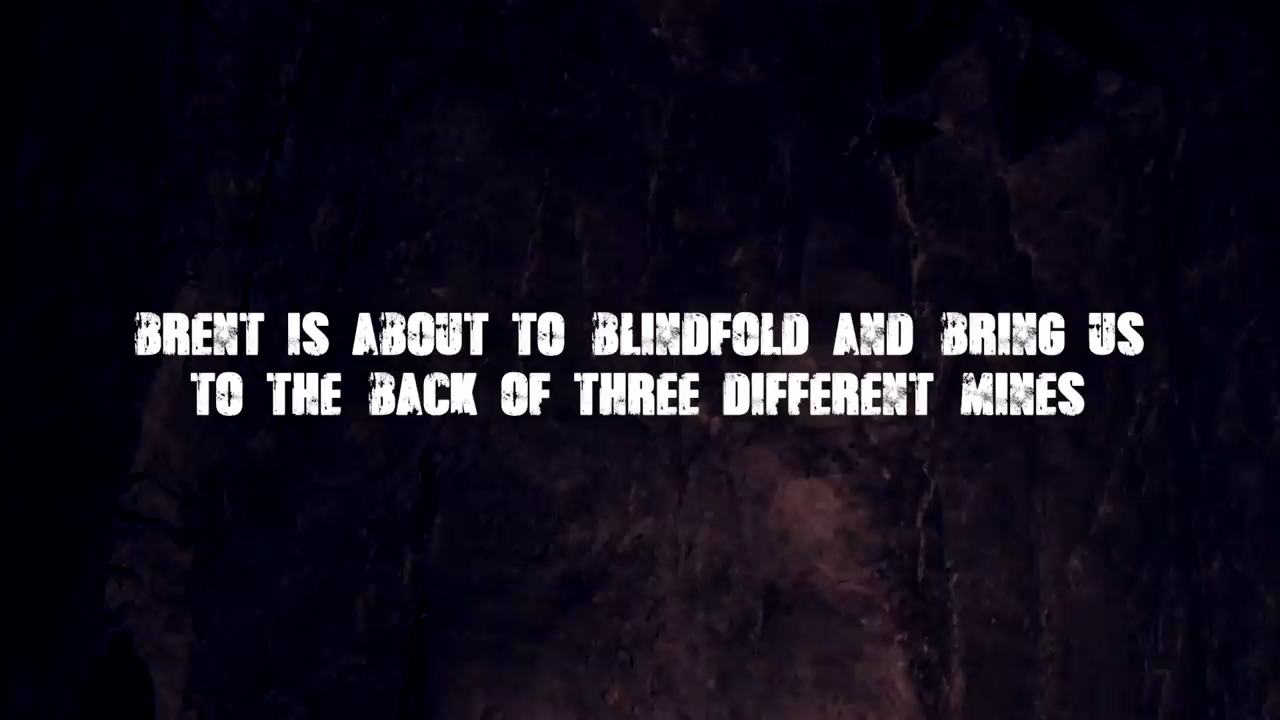 BRENT IS ABOUT TO BLINDFOLD AND BRING US
TO THE BACK OF THREE DIFFERENT MINES